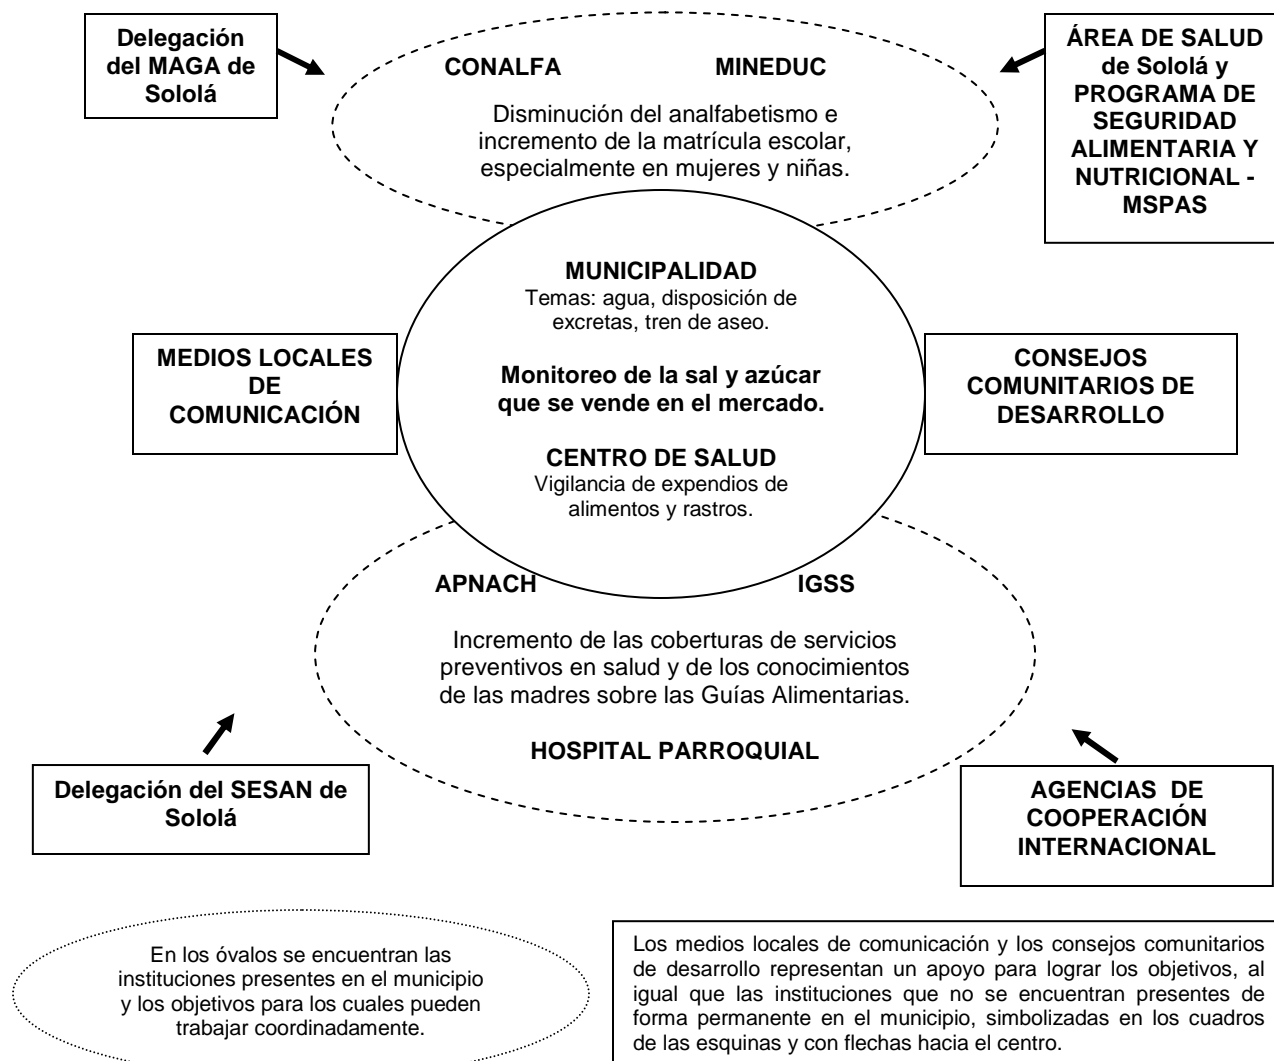 Delegación
del MAGA de
Sololá
CONALFA
MINEDUC
Disminución del analfabetismo e
incremento de la matrícula escolar,
especialmente en mujeres y niñas.
ÁREA DE SALUD
de Sololá y
PROGRAMA DE
SEGURIDAD
ALIMENTARIA Y
NUTRICIONAL -
MSPAS
MUNICIPALIDAD
Temas: agua, disposición de
excretas, tren de aseo.
Monitoreo de la sal y azúcar
que se vende en el mercado.
CENTRO DE SALUD
Vigilancia de expendios de
alimentos y rastros.
MEDIOS LOCALES
DE
COMUNICACIÓN
CONSEJOS
COMUNITARIOS DE
DESARROLLO
APNACH
IGSS
Incremento de las coberturas de servicios
preventivos en salud y de los conocimientos
de las madres sobre las Guías Alimentarias.
HOSPITAL PARROQUIAL
Delegación del SESAN de
Sololá
AGENCIAS DE
COOPERACIÓN
INTERNACIONAL
En los óvalos se encuentran las
instituciones presentes en el municipio
y los objetivos para los cuales pueden
trabajar coordinadamente.
Los medios locales de comunicación y los consejos comunitarios
de desarrollo representan un apoyo para lograr los objetivos, al
igual que las instituciones que no se encuentran presentes de
forma permanente en el municipio, simbolizadas en los cuadros
de las esquinas y con flechas hacia el centro.